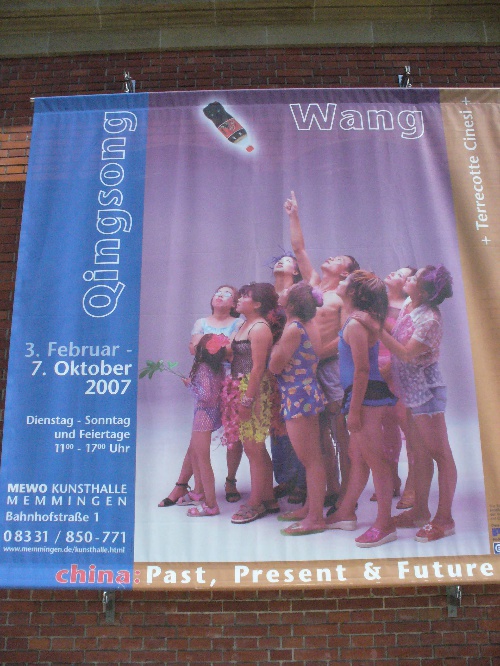 Qingsong
Wang
+ Terrecotte Cinesi +
3. Februar -
7. Oktober
2007
Dienstag - Sonntag
und Feiertage
11⁰⁰ - 17⁰⁰ Uhr
MEWO KUNSTHALLE
MEMMINGEN
Bahnhofstraße 1
08331 / 850-771
www.memmingen.de/kunsthalle.html
china: Past, Present & Future